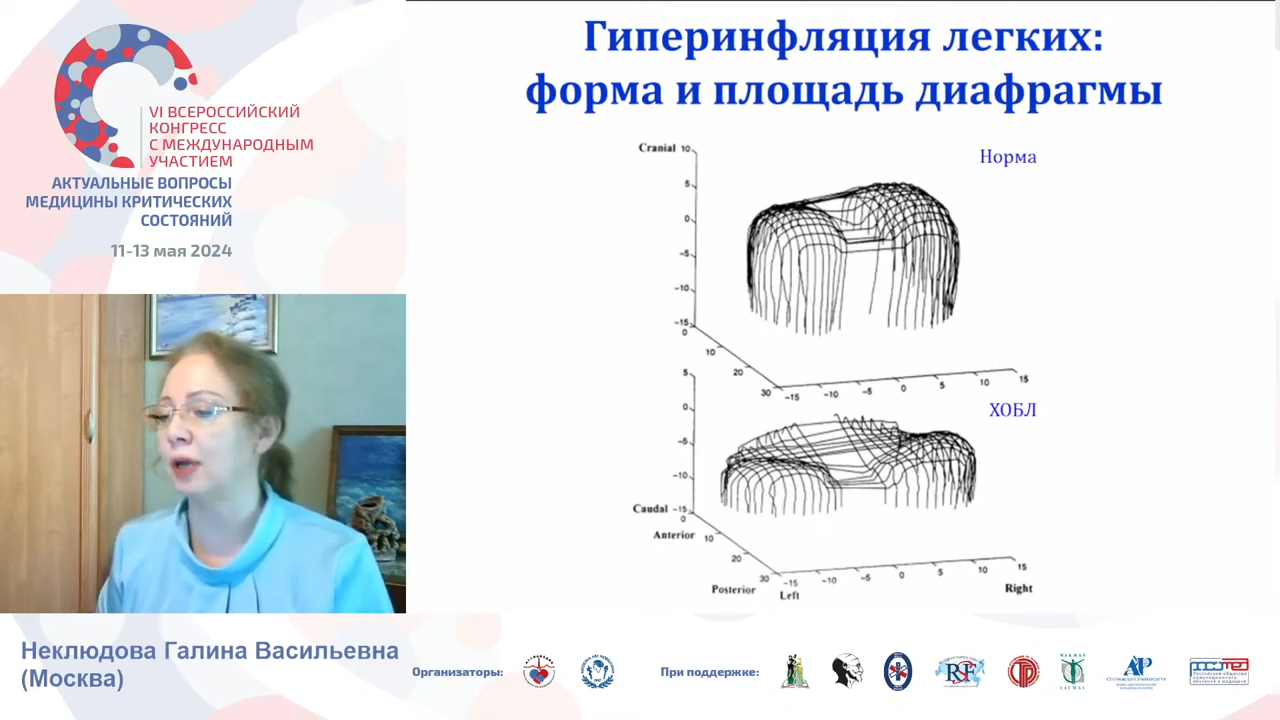 VI ВСЕРОССИЙСКИЙ
КОНГРЕСС
С МЕЖДУНАРОДНЫМ
УЧАСТИЕМ
АКТУАЛЬНЫЕ ВОПРОСЫ
МЕДИЦИНЫ КРИТИЧЕСКИХ
СОСТОЯНИЙ
11-13 мая 2024
Гиперинфляция легких:
форма и площадь диафрагмы
Норма
Cranial 10
5
0
-5
-10
-15
0
10
20
30
-15
-10
-5
0
5
10
15
ХОБЛ
5
0
-5
-10
Caudal -15
0
Anterior 10
20
Posterior 30
-15
-10
-5
0
5
10
15
Left
Right
Неклюдова Галина Васильевна
(Москва)
Организаторы:
При поддержке: